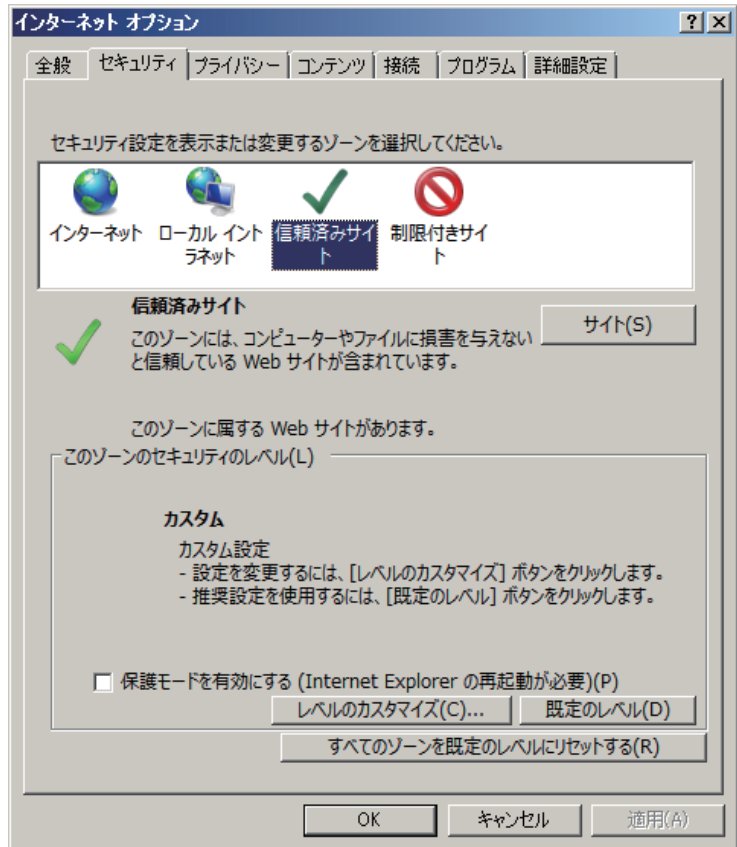 インターネット オプション
全般 セキュリティ プライバシー コンテンツ 接続 プログラム 詳細設定
セキュリティ設定を表示または変更するゾーンを選択してください。
インターネット ローカル イント 信頼済みサイ 制限付きサイ
ラネット ト ト
信頼済みサイト
サイト(S)
このゾーンには、コンピューターやファイルに損害を与えない
と信頼している Web サイトが含まれています。
このゾーンに属する Web サイトがあります。
このゾーンのセキュリティのレベル(L)
カスタム
カスタム設定
- 設定を変更するには、[レベルのカスタマイズ] ボタンをクリックします。
- 推奨設定を使用するには、[既定のレベル] ボタンをクリックします。
保護モードを有効にする (Internet Explorer の再起動が必要)(P)
レベルのカスタマイズ(C)... 既定のレベル(D)
すべてのゾーンを既定のレベルにリセットする(R)
OK キャンセル 適用(A)